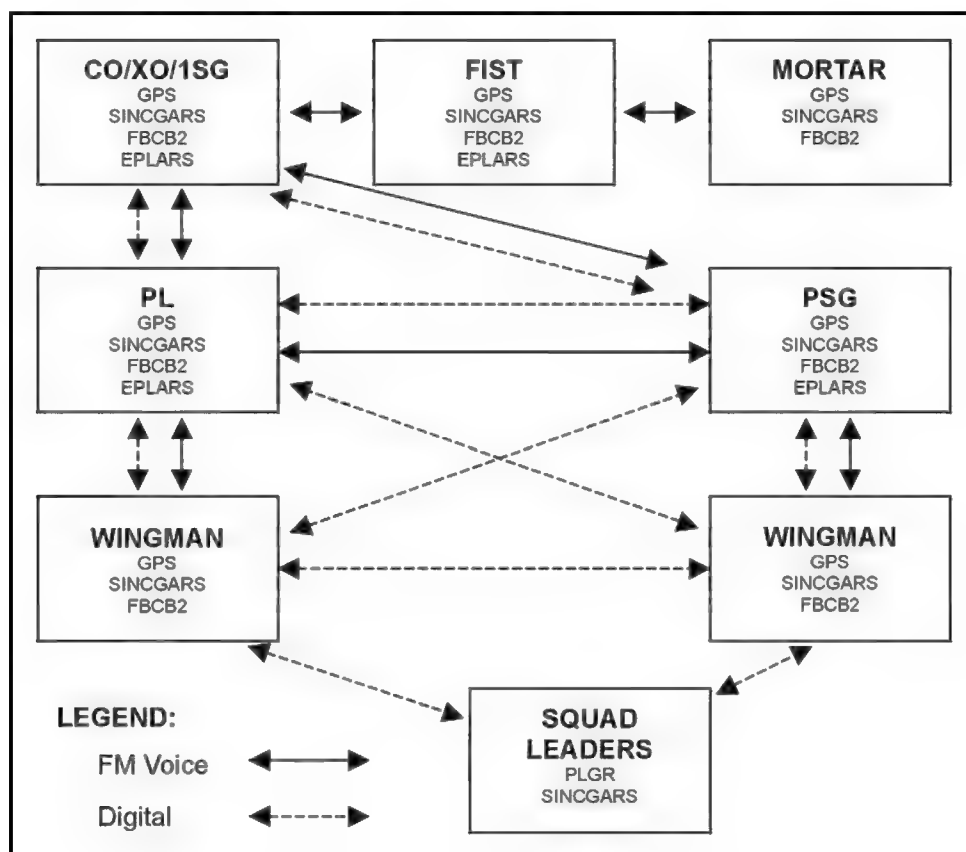 CO/XO/1SG
GPS
SINCGARS
FBCB2
EPLARS
FIST
GPS
SINCGARS
FBCB2
EPLARS
MORTAR
GPS
SINCGARS
FBCB2
PL
GPS
SINCGARS
FBCB2
EPLARS
PSG
GPS
SINCGARS
FBCB2
EPLARS
WINGMAN
GPS
SINCGARS
FBCB2
WINGMAN
GPS
SINCGARS
FBCB2
SQUAD
LEADERS
PLGR
SINCGARS
LEGEND:
FM Voice
Digital